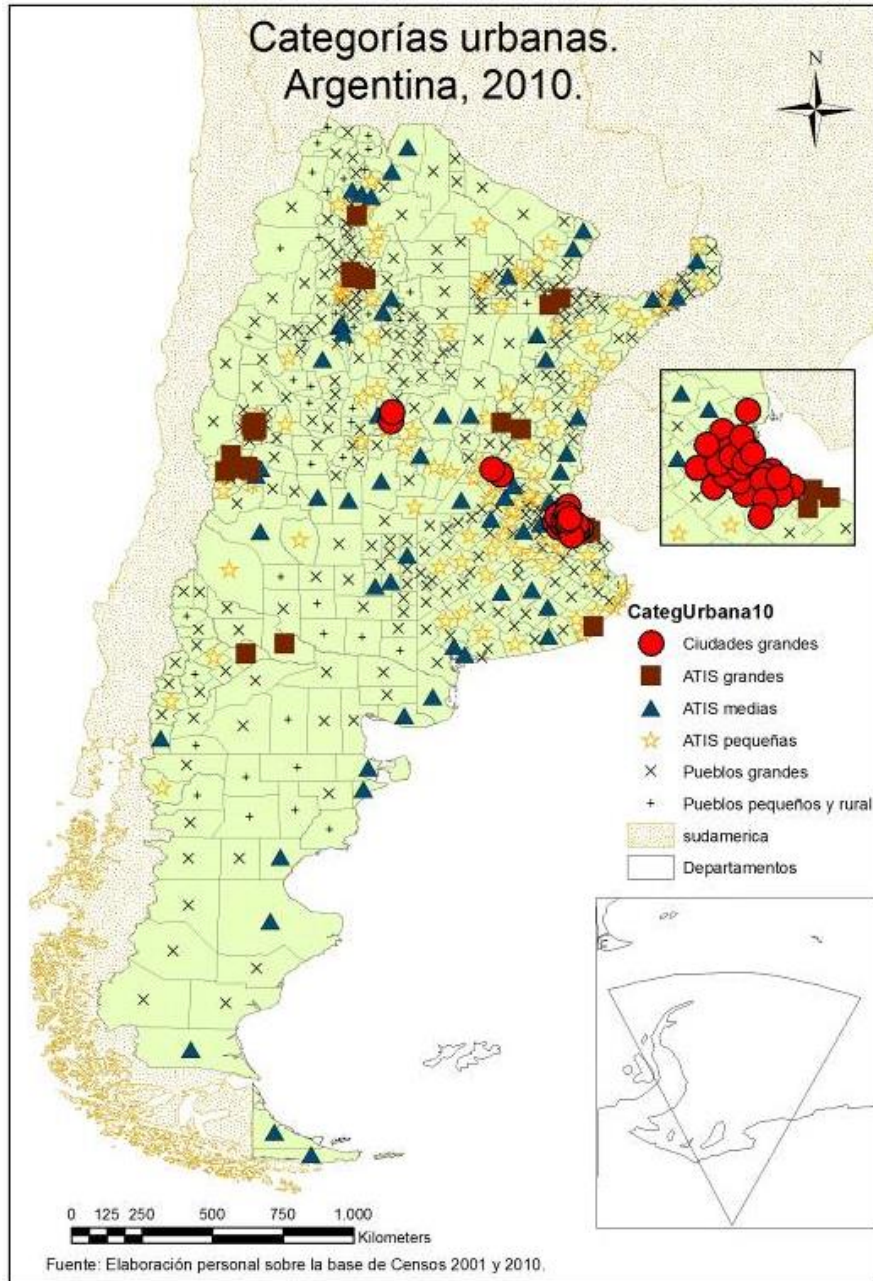 Categorías urbanas.
Argentina, 2010.
N
CategUrbana10
Ciudades grandes
ATIS grandes
ATIS medias
ATIS pequeñas
Pueblos grandes
Pueblos pequeños y rural
sudamerica
Departamentos
0 125 250 500 750 1.000
Kilometers
Fuente: Elaboración personal sobre la base de Censos 2001 y 2010.